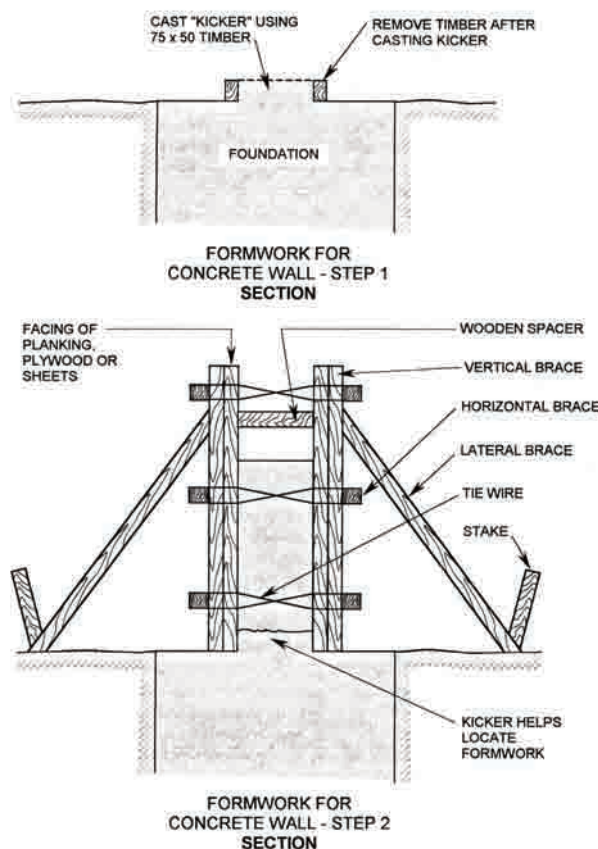 CAST "KICKER" USING
75 x 50 TIMBER
REMOVE TIMBER AFTER
CASTING KICKER
FOUNDATION
FORMWORK FOR
CONCRETE WALL - STEP 1
SECTION
FACING OF
PLANKING,
PLYWOOD OR
SHEETS
WOODEN SPACER
VERTICAL BRACE
HORIZONTAL BRACE
LATERAL BRACE
TIE WIRE
STAKE
KICKER HELPS
LOCATE
FORMWORK
FORMWORK FOR
CONCRETE WALL - STEP 2
SECTION